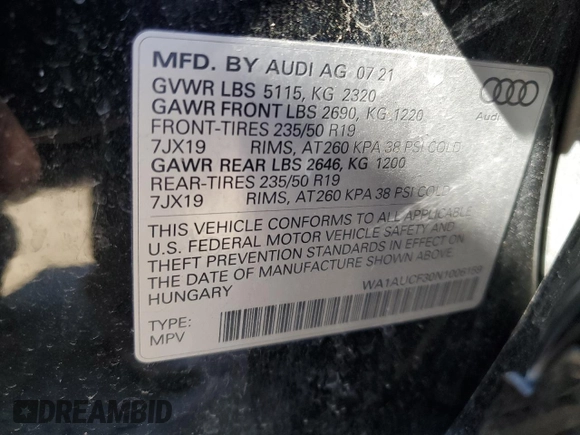 MFD. BY AUDI AG 07 21
GVWR LBS 5115, KG 2320
GAWR FRONT LBS 2690, KG 1220
FRONT-TIRES 235/50 R19
7JX19 RIMS, AT260 KPA 38 PSI COLD
GAWR REAR LBS 2646, KG 1200
REAR-TIRES 235/50 R19
7JX19 RIMS, AT260 KPA 38 PSI COLD
Audi
THIS VEHICLE CONFORMS TO ALL APPLICABLE
U.S. FEDERAL MOTOR VEHICLE SAFETY AND
THEFT PREVENTION STANDARDS IN EFFECT ON
THE DATE OF MANUFACTURE SHOWN ABOVE.
HUNGARY
TYPE:
MPV
DREAMBID